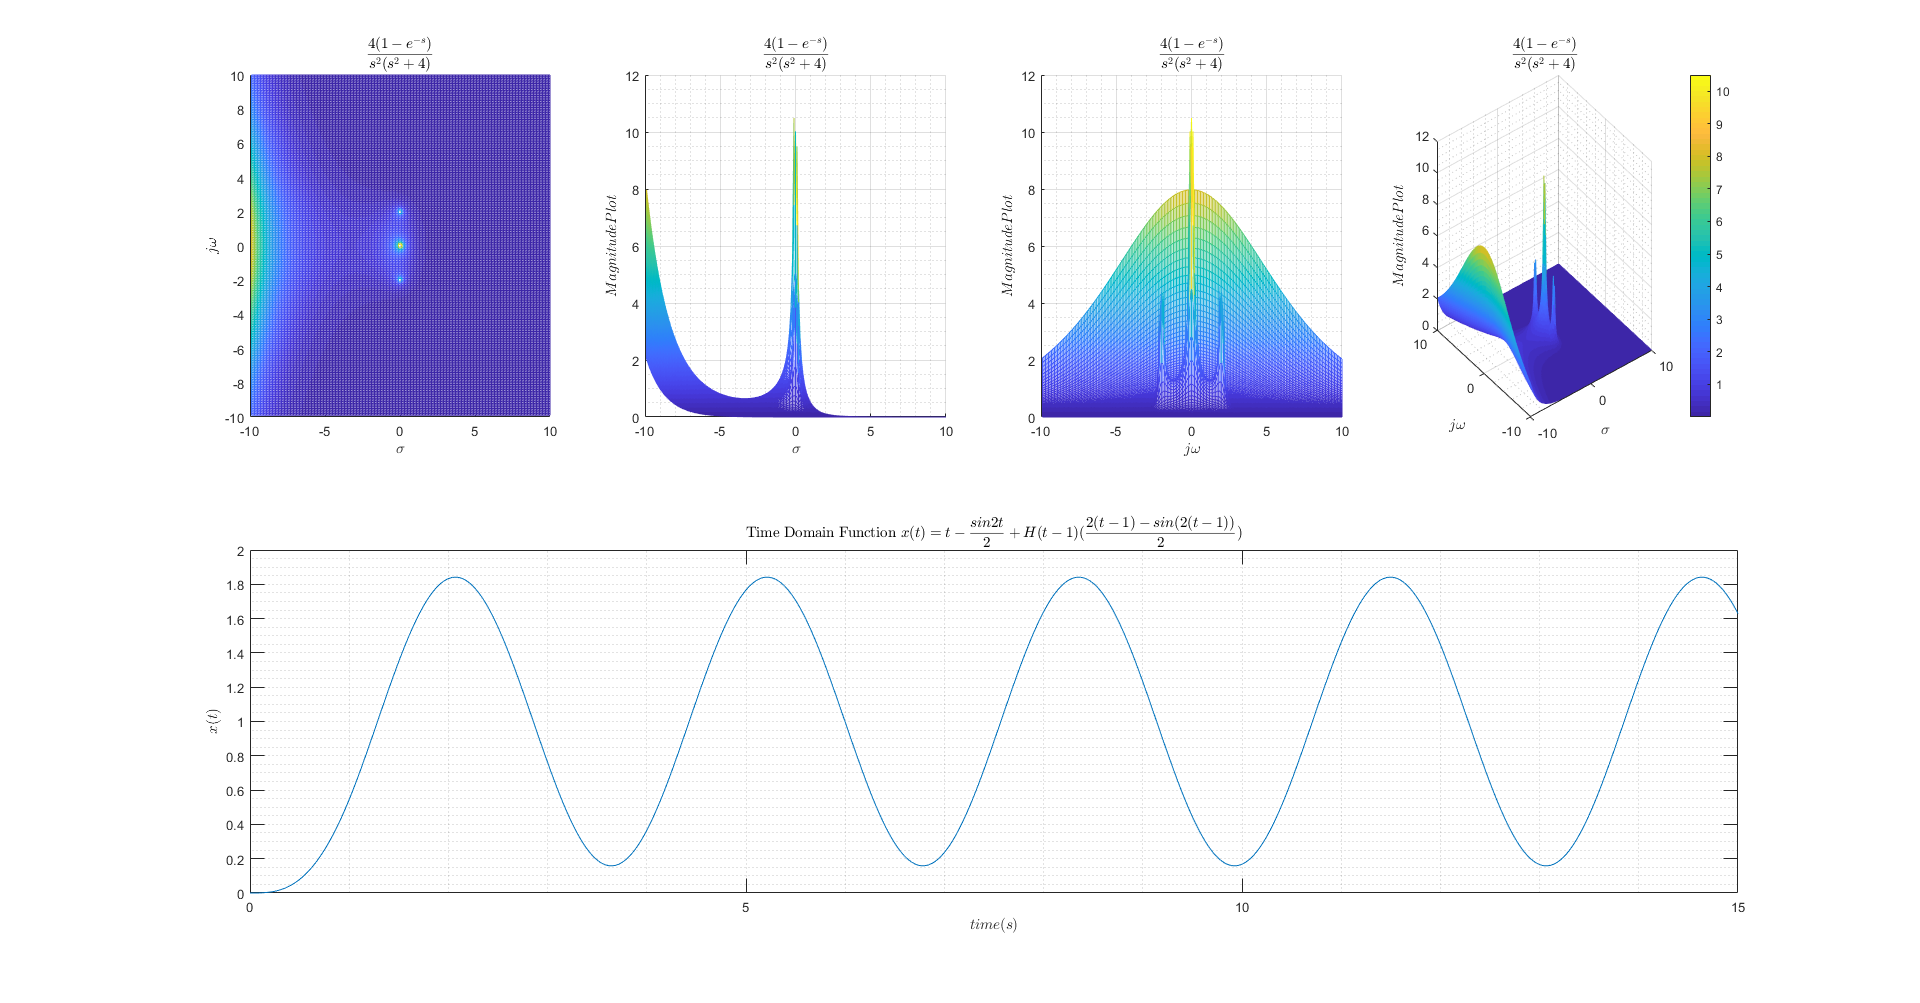 4(1 − e⁻ˢ) / s²(s² + 4)
10
8
6
4
2
0
-2
-4
-6
-8
-10
jω
-10 -5 0 5 10
σ
4(1 − e⁻ˢ) / s²(s² + 4)
12
10
8
6
4
2
0
MagnitudePlot
-10 -5 0 5 10
σ
4(1 − e⁻ˢ) / s²(s² + 4)
12
10
8
6
4
2
0
MagnitudePlot
-10 -5 0 5 10
jω
4(1 − e⁻ˢ) / s²(s² + 4)
12
10
8
6
4
2
0
MagnitudePlot
10
0
-10
jω
-10
0
10
σ
10
9
8
7
6
5
4
3
2
1
Time Domain Function x(t) = t − sin2t / 2 + H(t − 1)(2(t − 1) − sin(2(t − 1)) / 2)
2
1.8
1.6
1.4
1.2
1
0.8
0.6
0.4
0.2
0
x(t)
0 5 10 15
time(s)